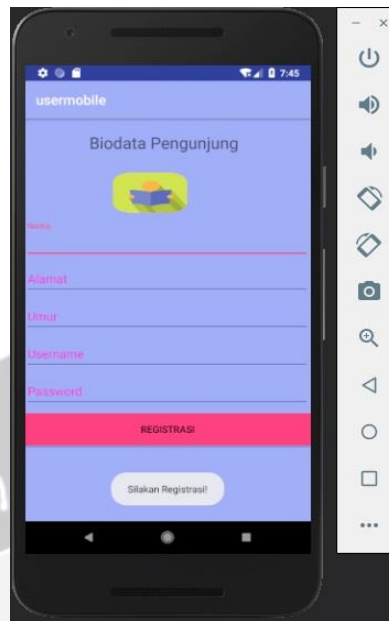 7:45
usermobile
Biodata Pengunjung
Nama
Alamat
Umur
Username
Password
REGISTRASI
Silakan Registrasi!